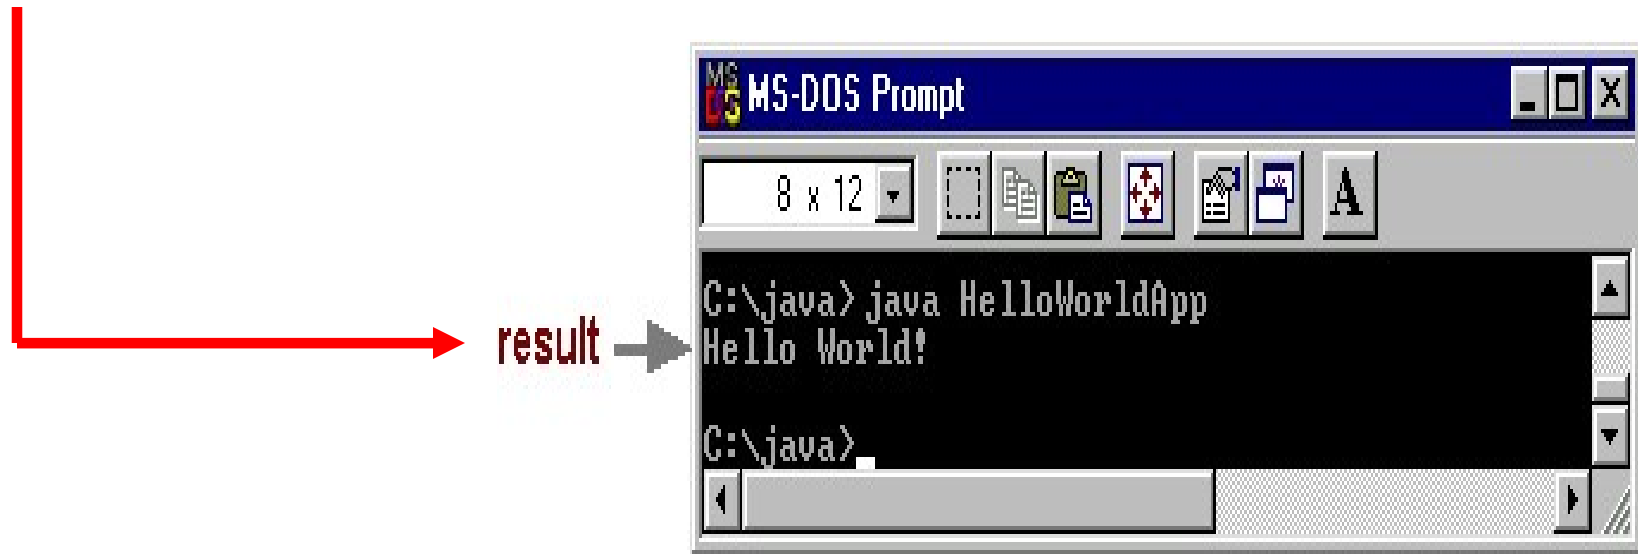 MS-DOS Prompt
8 x 12
A
C:\java>java HelloWorldApp
result
Hello World!
C:\java>_